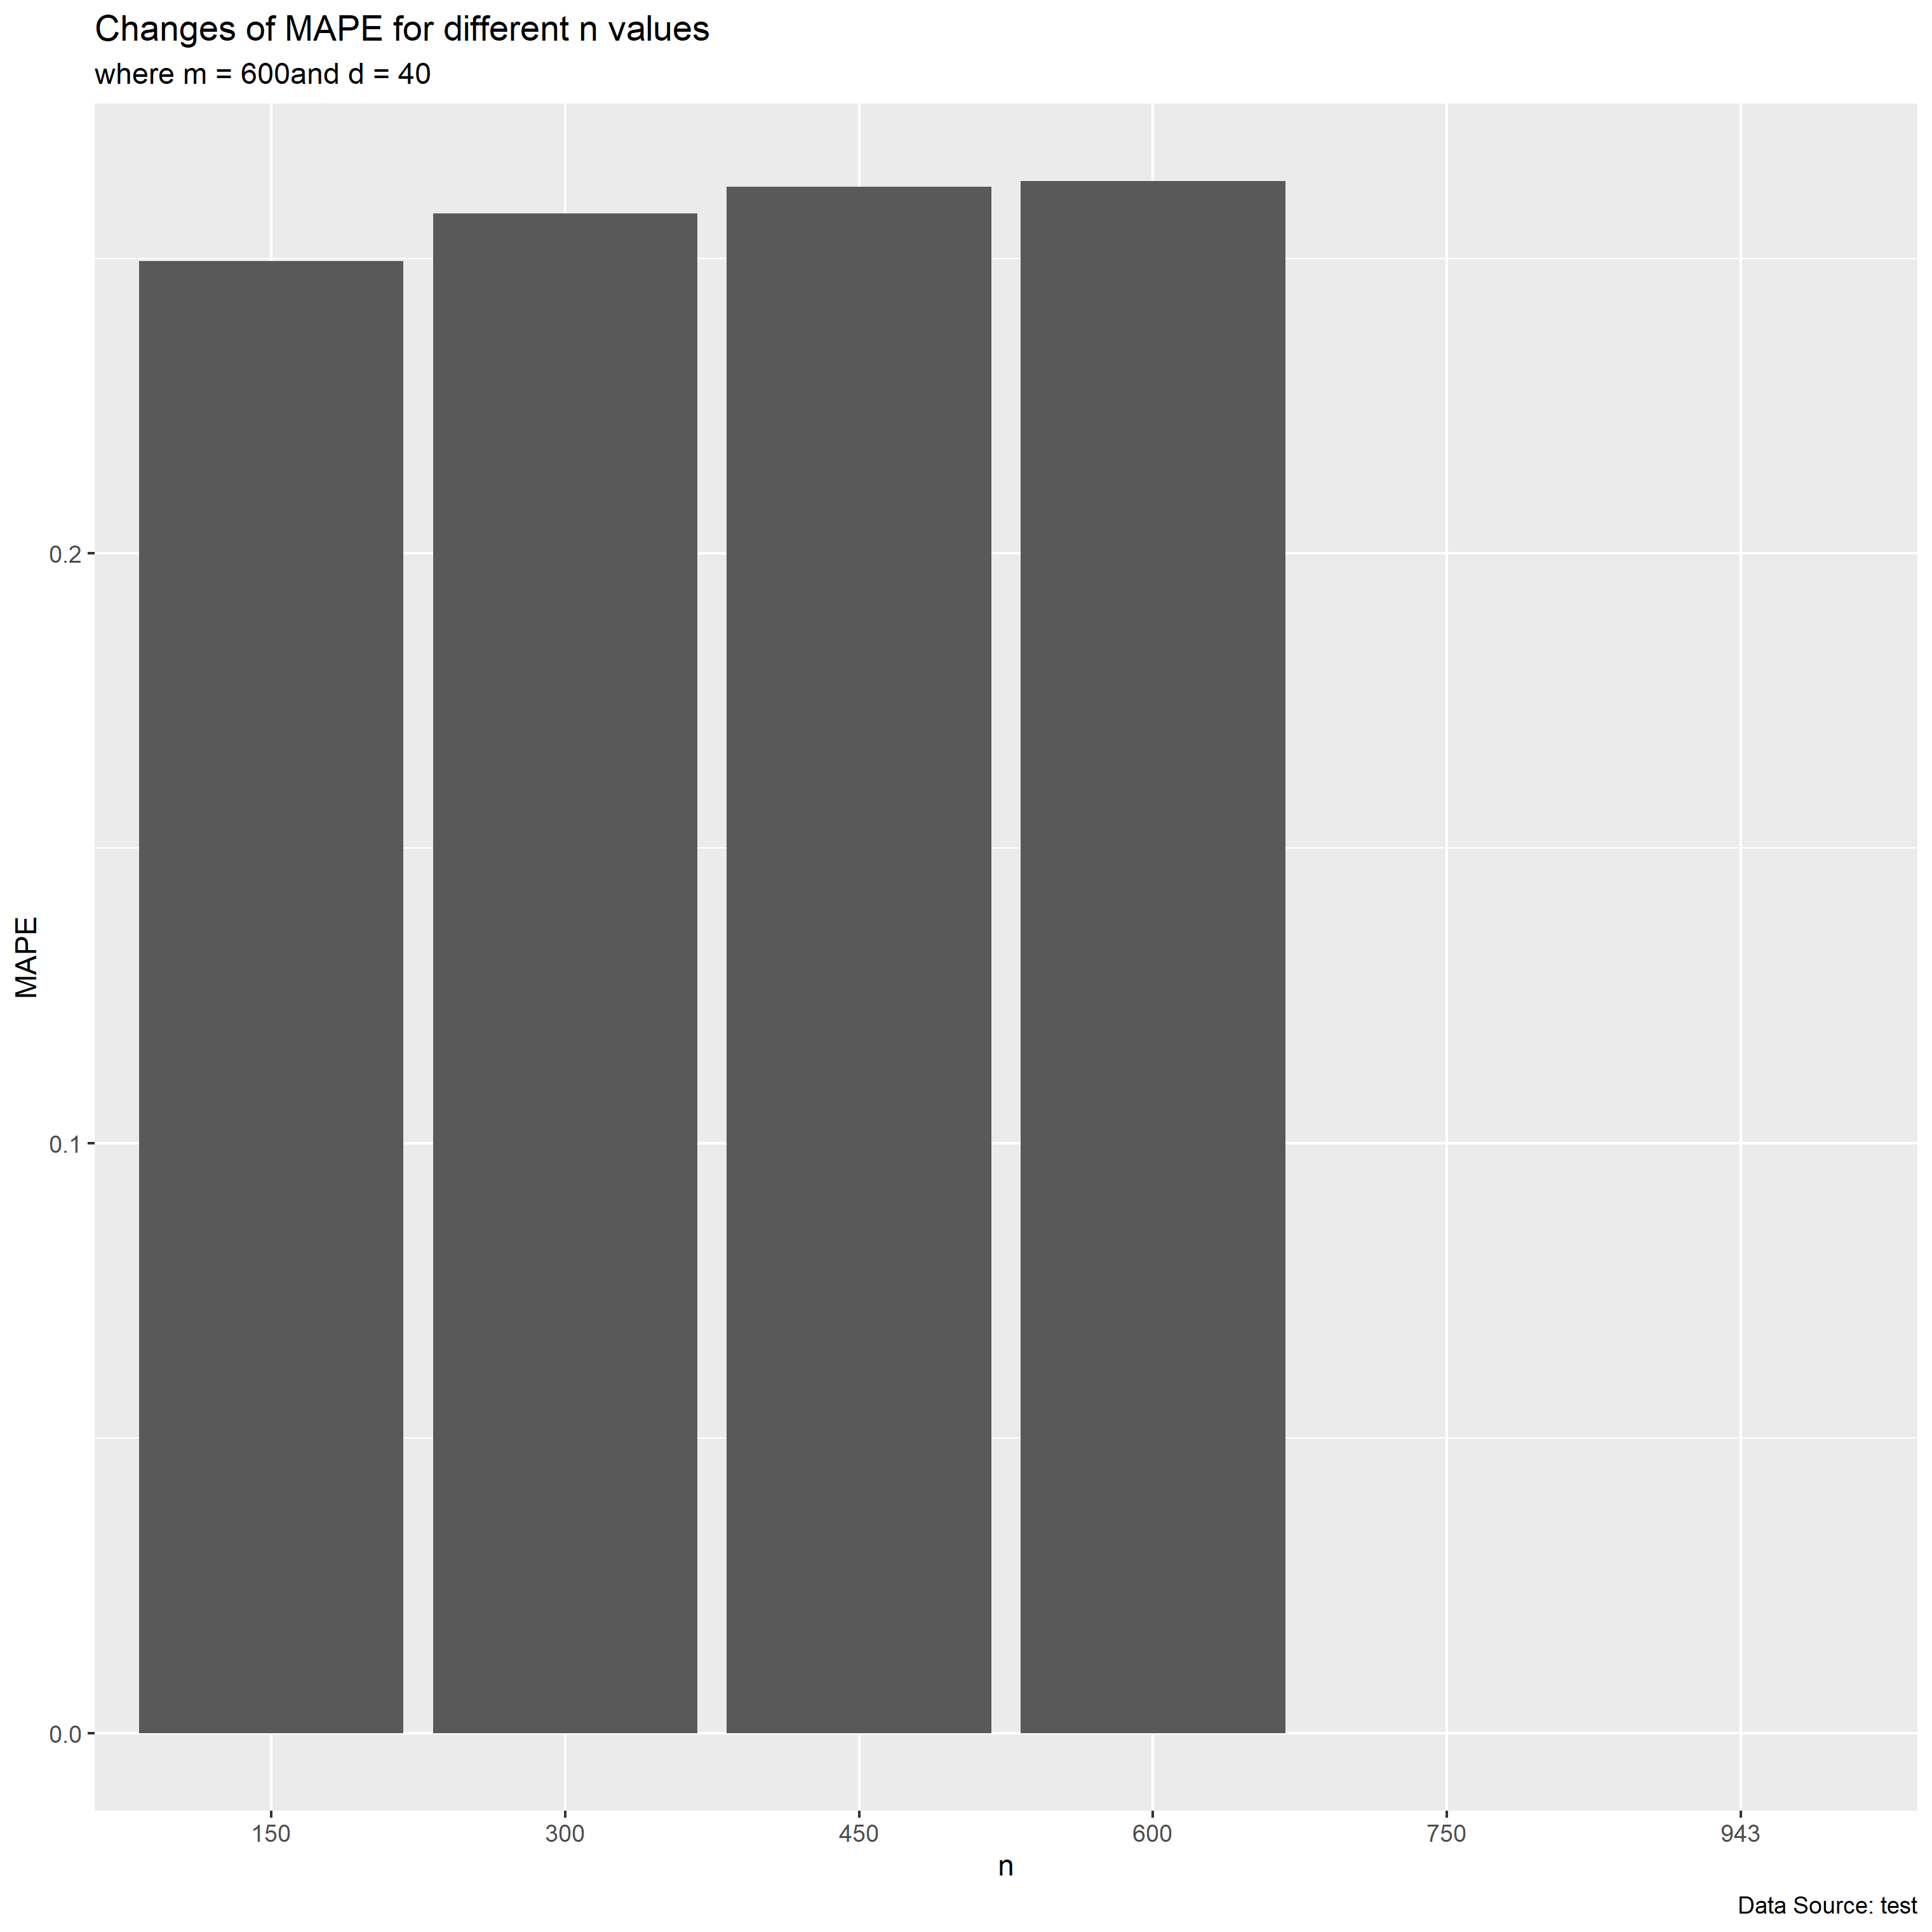 Changes of MAPE for different n values
where m = 600and d = 40
MAPE
0.2
0.1
0.0
150 300 450 600 750 943
n
Data Source: test